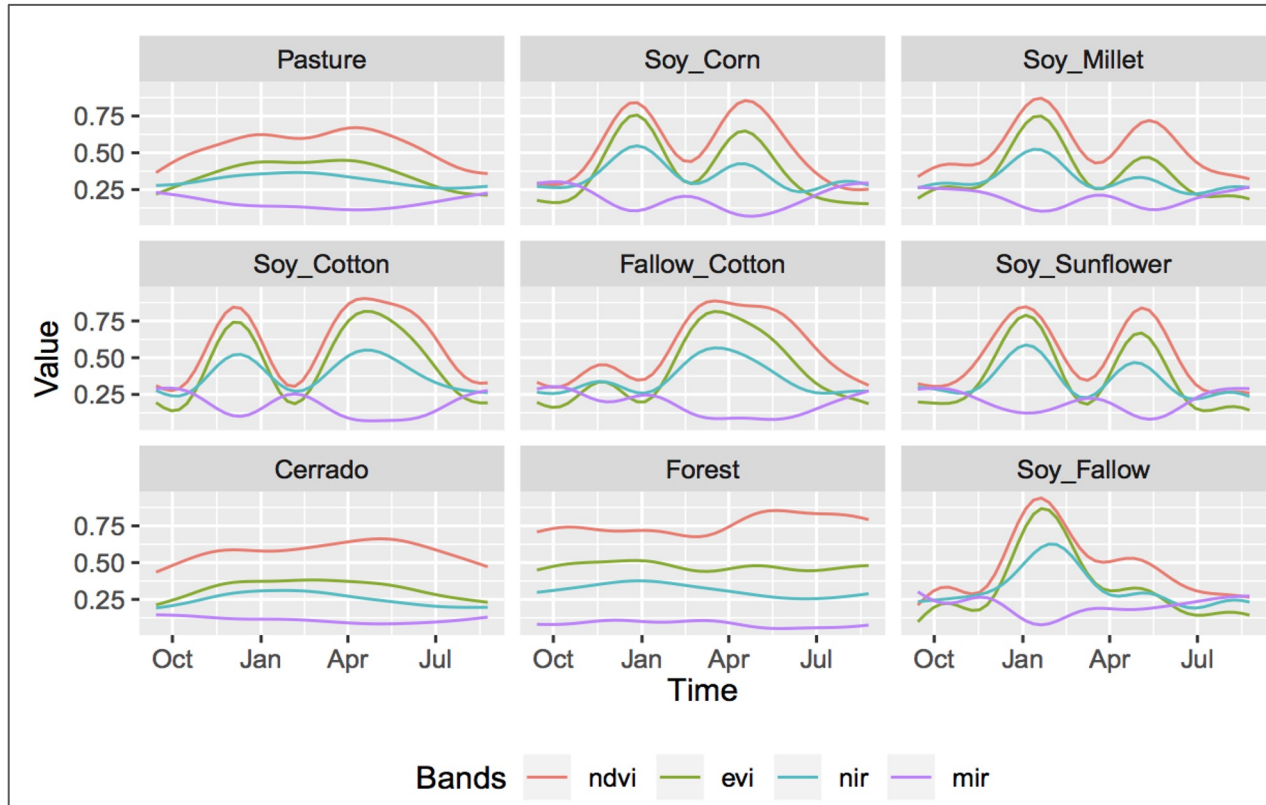 Pasture Soy_Corn Soy_Millet
0.75
0.50
0.25
Soy_Cotton Fallow_Cotton Soy_Sunflower
Value
0.75
0.50
0.25
Cerrado Forest Soy_Fallow
0.75
0.50
0.25
Oct Jan Apr Jul Oct Jan Apr Jul Oct Jan Apr Jul
Time
Bands ndvi evi nir mir